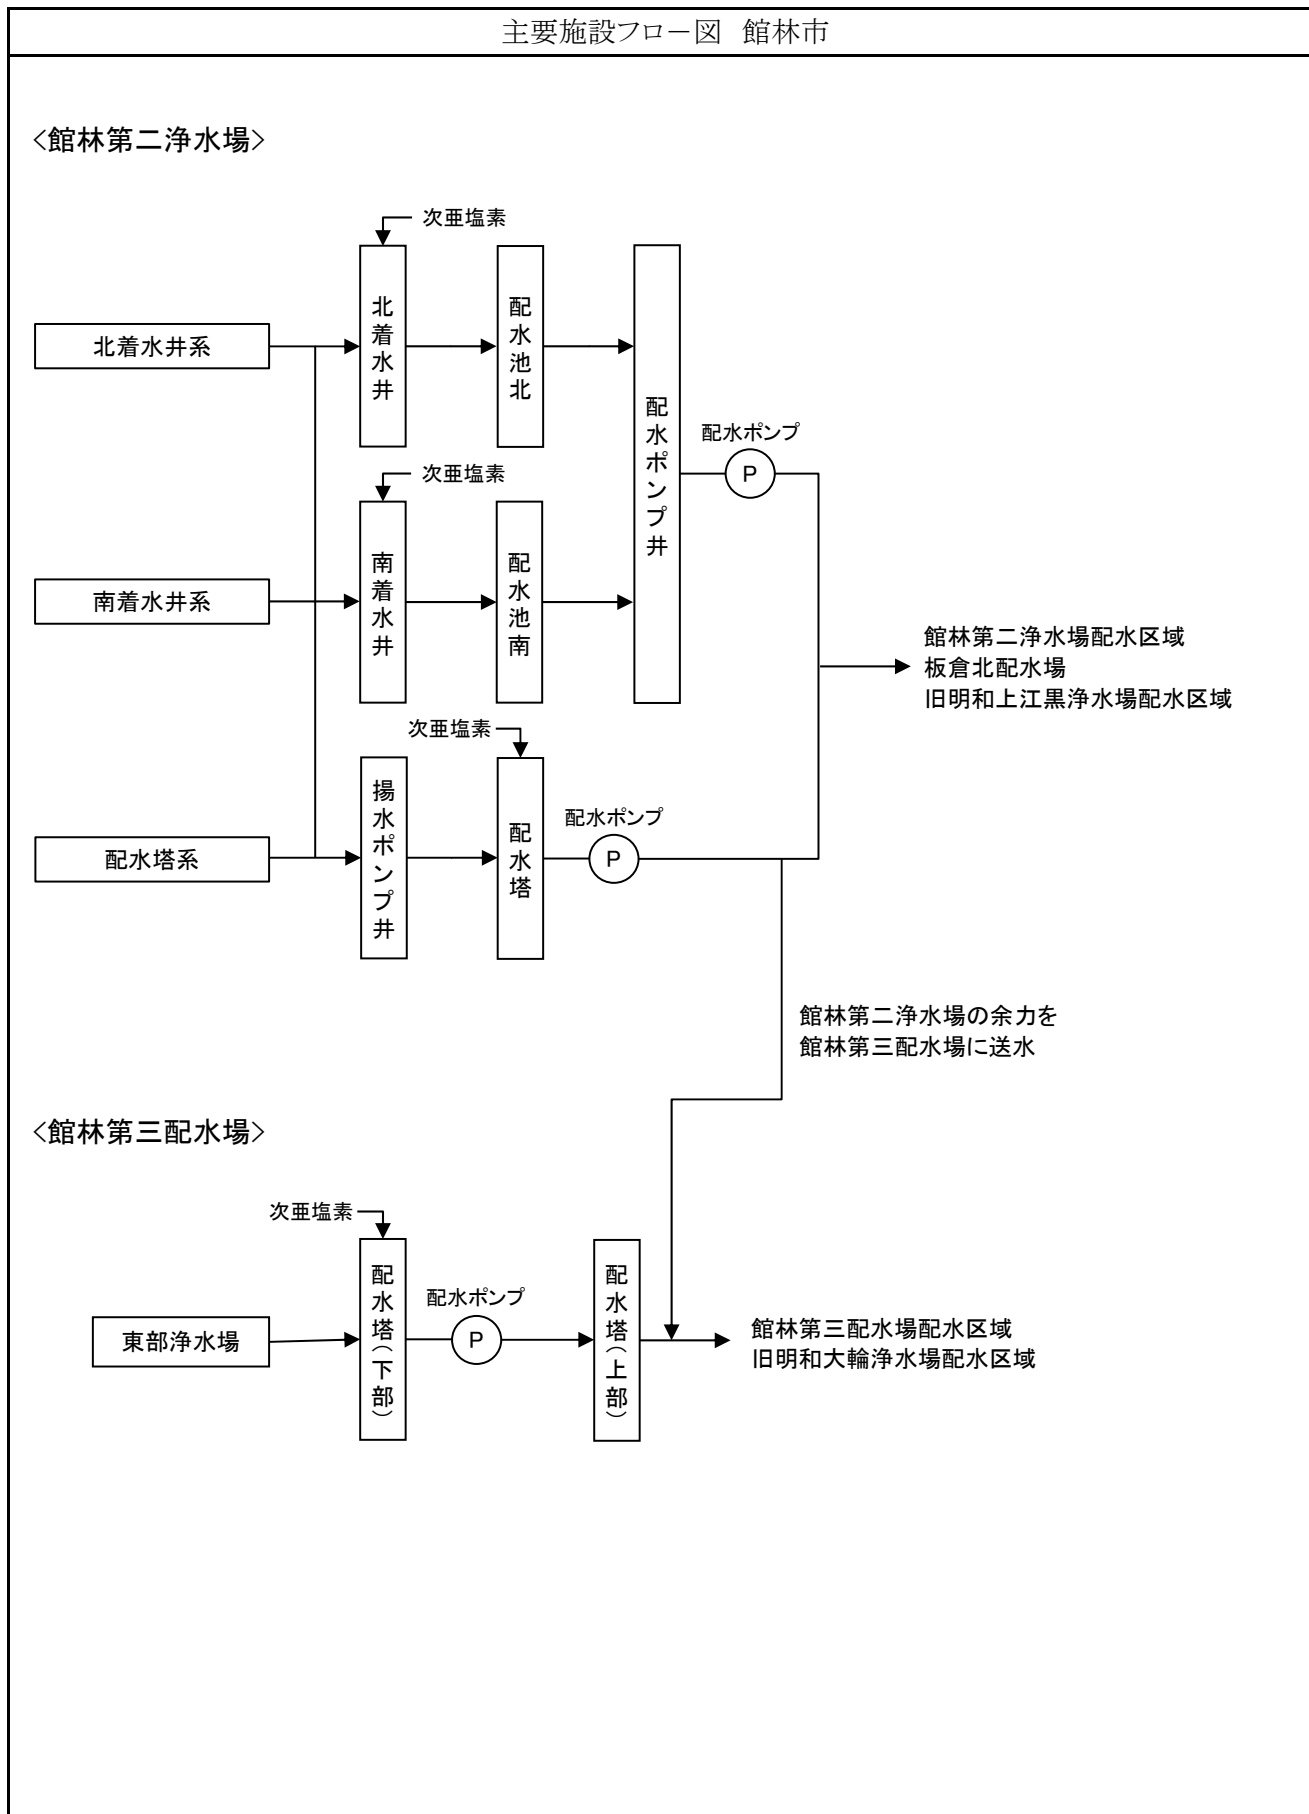 主要施設フロー図 館林市
<館林第二浄水場>
次亜塩素
北着水井系
北着水井
配水池北
配水ポンプ井
配水ポンプ
P
次亜塩素
南着水井系
南着水井
配水池南
館林第二浄水場配水区域
板倉北配水場
旧明和上江黒浄水場配水区域
次亜塩素
配水塔系
揚水ポンプ井
配水塔
配水ポンプ
P
館林第二浄水場の余力を
館林第三配水場に送水
<館林第三配水場>
次亜塩素
東部浄水場
配水塔(下部)
配水ポンプ
P
配水塔(上部)
館林第三配水場配水区域
旧明和大輪浄水場配水区域